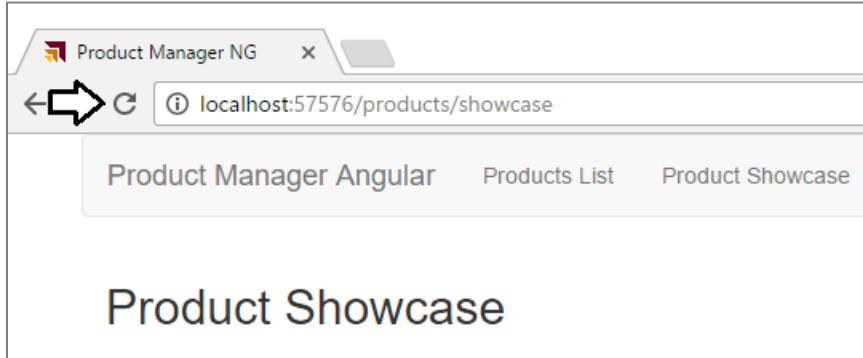 Product Manager NG
localhost:57576/products/showcase
Product Manager Angular Products List Product Showcase
Product Showcase